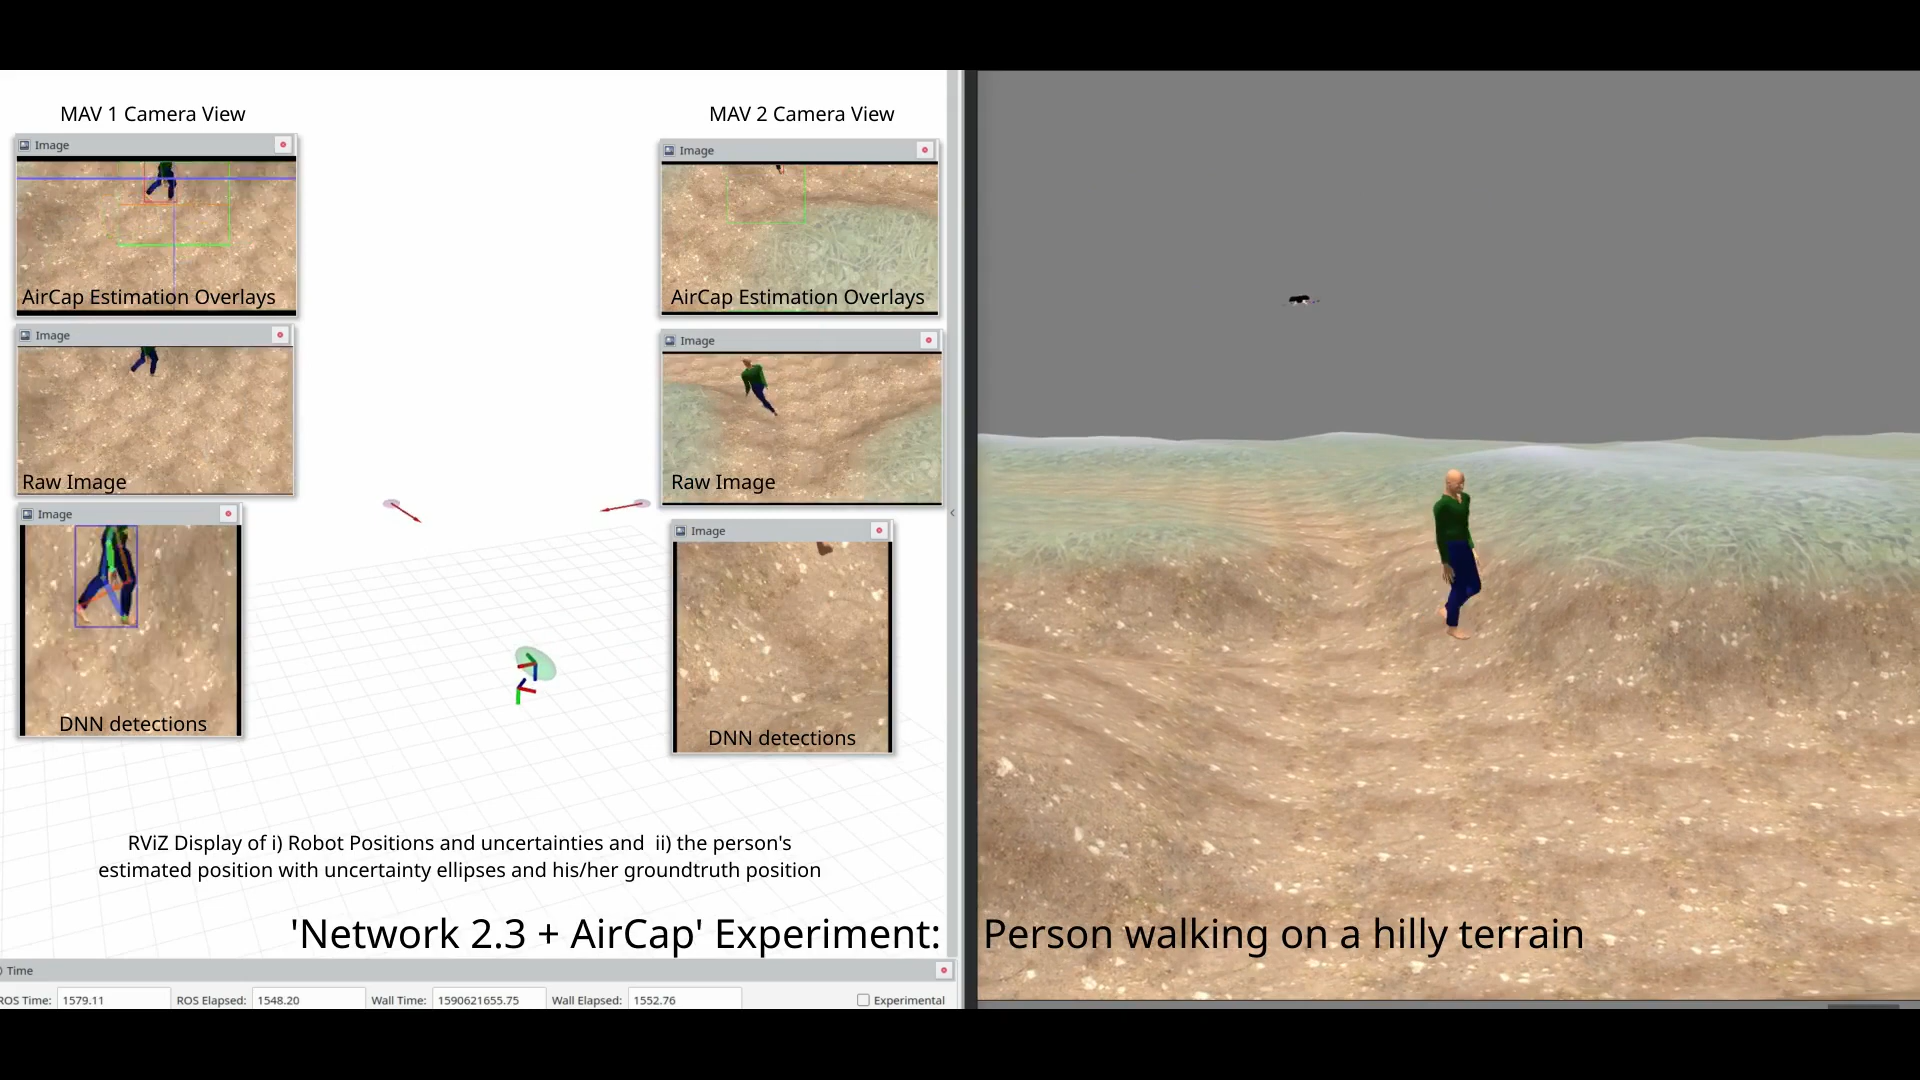 MAV 1 Camera View
Image
AirCap Estimation Overlays
Image
Raw Image
Image
DNN detections
MAV 2 Camera View
Image
AirCap Estimation Overlays
Image
Raw Image
Image
DNN detections
RViZ Display of i) Robot Positions and uncertainties and ii) the person's
estimated position with uncertainty ellipses and his/her groundtruth position
'Network 2.3 + AirCap' Experiment: Person walking on a hilly terrain
Time
ROS Time: 1579.11 ROS Elapsed: 1548.20 Wall Time: 1590621655.75 Wall Elapsed: 1552.76 Experimental